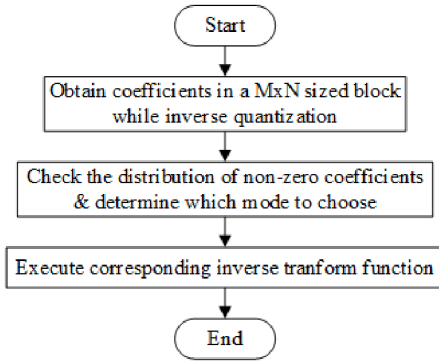 Start
Obtain coefficients in a MxN sized block
while inverse quantization
Check the distribution of non-zero coefficients
& determine which mode to choose
Execute corresponding inverse tranform function
End